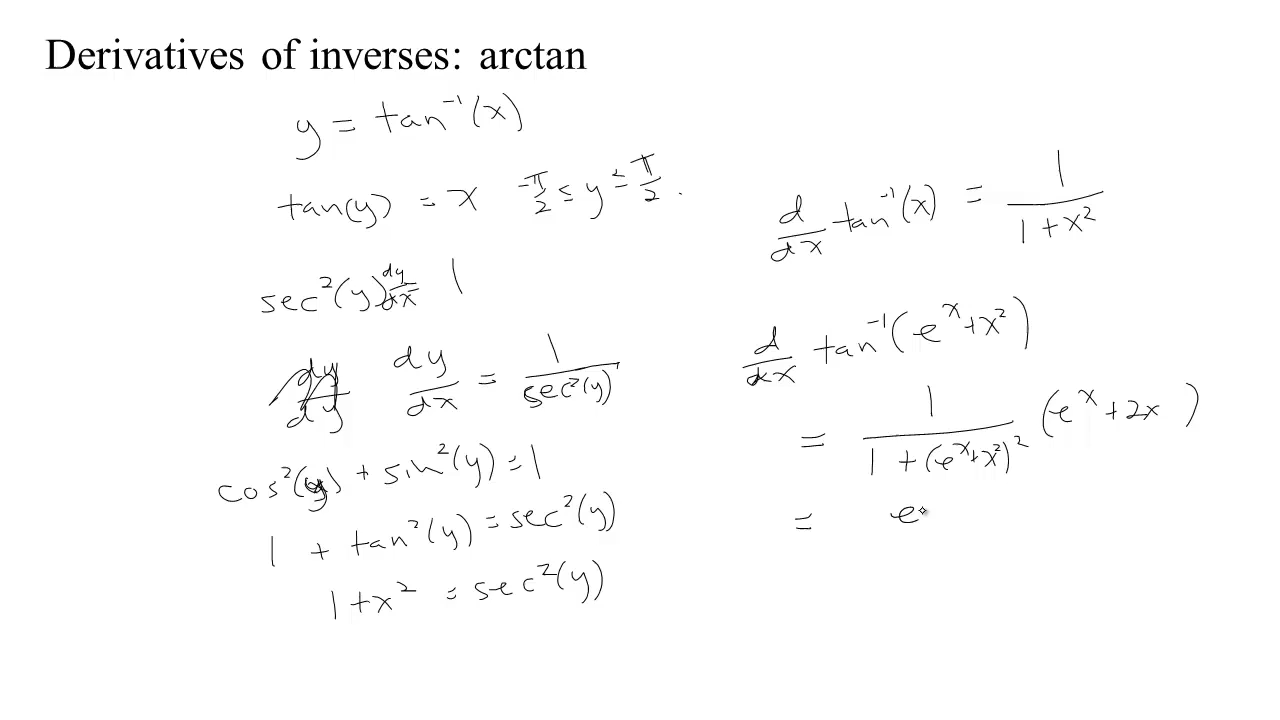 Derivatives of inverses: arctan
y = tan⁻¹(x)
tan(y) = x   -π/2 ≤ y ≤ π/2.
sec²(y) dy/dx   1
dy/dx = 1/sec²(y)
cos²(y) + sin²(y) = 1
1 + tan²(y) = sec²(y)
1 + x² = sec²(y)
d/dx tan⁻¹(x) = 1/(1 + x²)
d/dx tan⁻¹(eˣ + x²)
= 1/(1 + (eˣ + x²)²) (eˣ + 2x)
= e